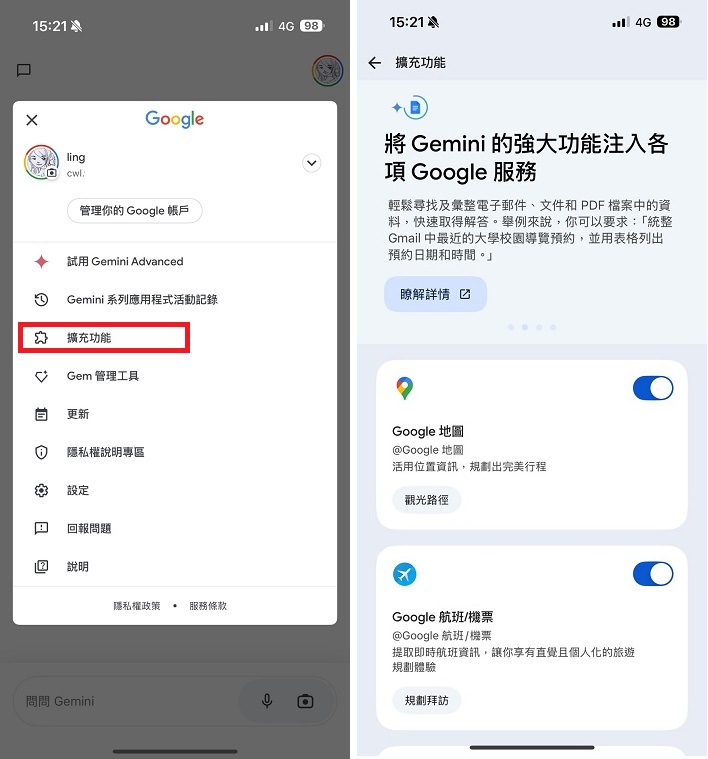 15:21
4G 98
Google
ling
cwl.
管理你的 Google 帳戶
試用 Gemini Advanced
Gemini 系列應用程式活動記錄
擴充功能
Gem 管理工具
更新
隱私權說明專區
設定
回報問題
說明
隱私權政策 • 服務條款
問問 Gemini
15:21
4G 98
擴充功能
將 Gemini 的強大功能注入各
項 Google 服務
輕鬆尋找及彙整電子郵件、文件和 PDF 檔案中的資
料，快速取得解答。舉例來說，你可以要求：「統整
Gmail 中最近的大學校園導覽預約，並用表格列出
預約日期和時間。」
瞭解詳情
Google 地圖
@Google 地圖
活用位置資訊，規劃出完美行程
觀光路徑
Google 航班/機票
@Google 航班/機票
提取即時航班資訊，讓你享有直覺且個人化的旅遊
規劃體驗
規劃拜訪